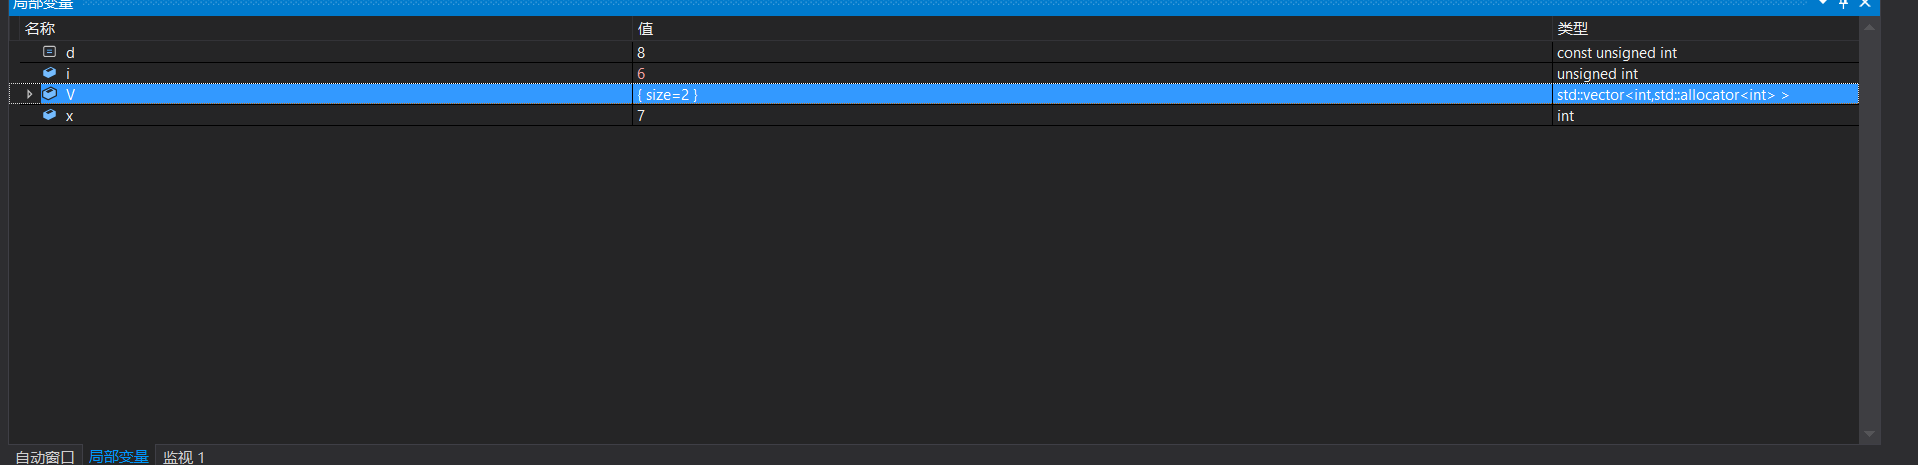 局部变量
名称 值 类型
d 8 const unsigned int
i 6 unsigned int
V { size=2 } std::vector<int,std::allocator<int> >
x 7 int
自动窗口 局部变量 监视 1